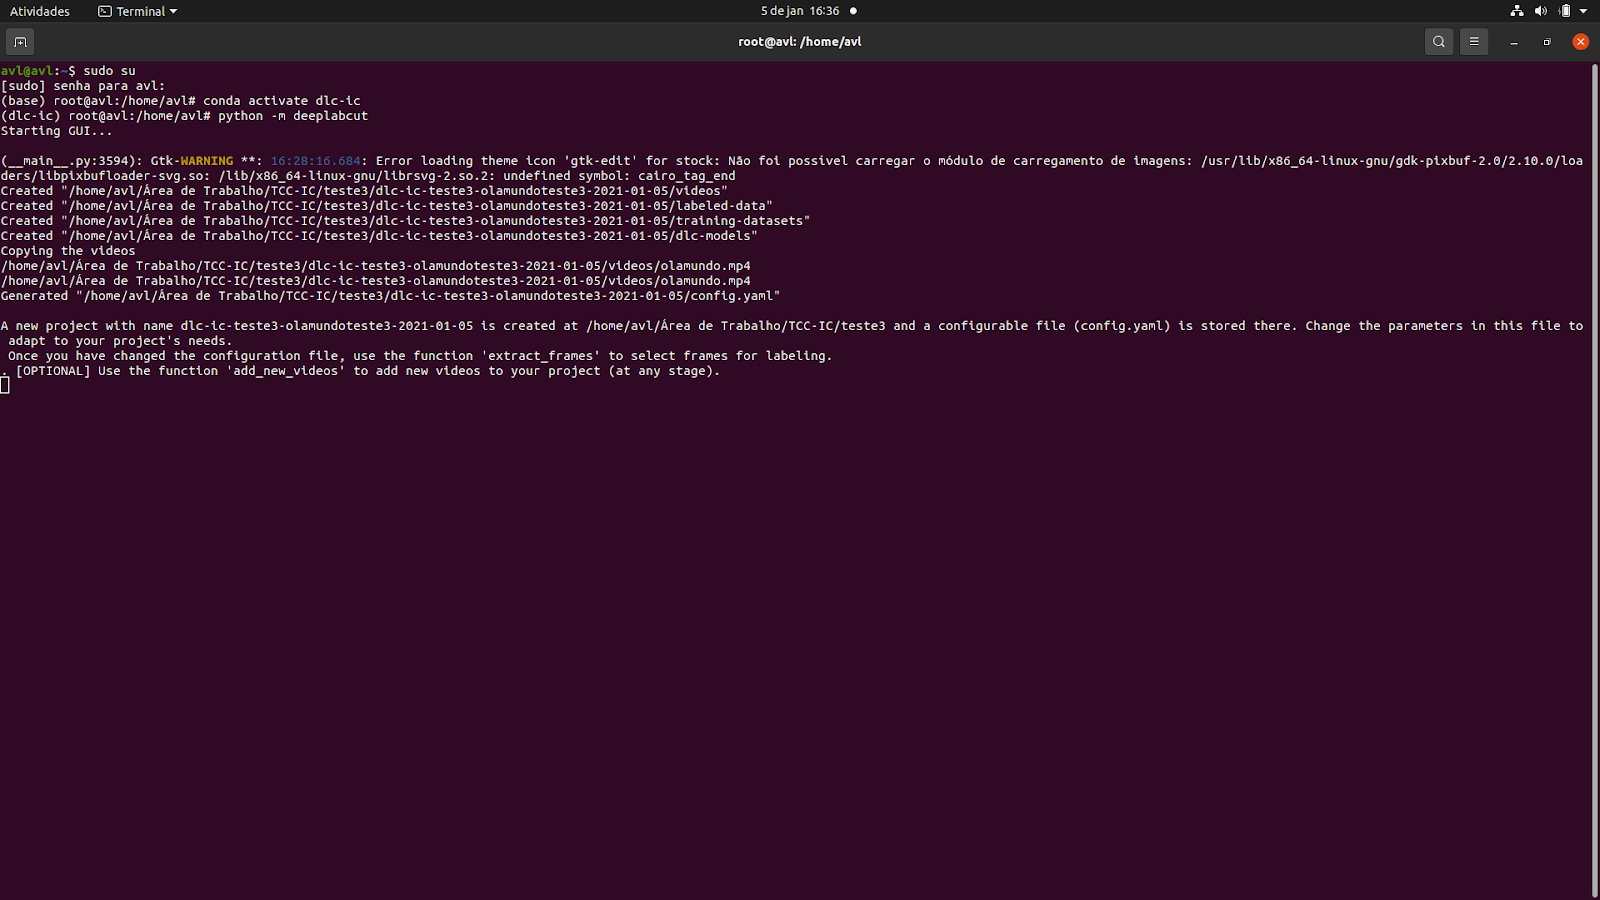 Atividades Terminal 5 de jan 16:36
root@avl: /home/avl
avl@avl:~$ sudo su
[sudo] senha para avl:
(base) root@avl:/home/avl# conda activate dlc-ic
(dlc-ic) root@avl:/home/avl# python -m deeplabcut
Starting GUI...
(__main__.py:3594): Gtk-WARNING **: 16:28:16.684: Error loading theme icon 'gtk-edit' for stock: Não foi possível carregar o módulo de carregamento de imagens: /usr/lib/x86_64-linux-gnu/gdk-pixbuf-2.0/2.10.0/loa
ders/libpixbufloader-svg.so: /lib/x86_64-linux-gnu/librsvg-2.so.2: undefined symbol: cairo_tag_end
Created "/home/avl/Área de Trabalho/TCC-IC/teste3/dlc-ic-teste3-olamundoteste3-2021-01-05/videos"
Created "/home/avl/Área de Trabalho/TCC-IC/teste3/dlc-ic-teste3-olamundoteste3-2021-01-05/labeled-data"
Created "/home/avl/Área de Trabalho/TCC-IC/teste3/dlc-ic-teste3-olamundoteste3-2021-01-05/training-datasets"
Created "/home/avl/Área de Trabalho/TCC-IC/teste3/dlc-ic-teste3-olamundoteste3-2021-01-05/dlc-models"
Copying the videos
/home/avl/Área de Trabalho/TCC-IC/teste3/dlc-ic-teste3-olamundoteste3-2021-01-05/videos/olamundo.mp4
/home/avl/Área de Trabalho/TCC-IC/teste3/dlc-ic-teste3-olamundoteste3-2021-01-05/videos/olamundo.mp4
Generated "/home/avl/Área de Trabalho/TCC-IC/teste3/dlc-ic-teste3-olamundoteste3-2021-01-05/config.yaml"
A new project with name dlc-ic-teste3-olamundoteste3-2021-01-05 is created at /home/avl/Área de Trabalho/TCC-IC/teste3 and a configurable file (config.yaml) is stored there. Change the parameters in this file to
adapt to your project's needs.
Once you have changed the configuration file, use the function 'extract_frames' to select frames for labeling.
. [OPTIONAL] Use the function 'add_new_videos' to add new videos to your project (at any stage).